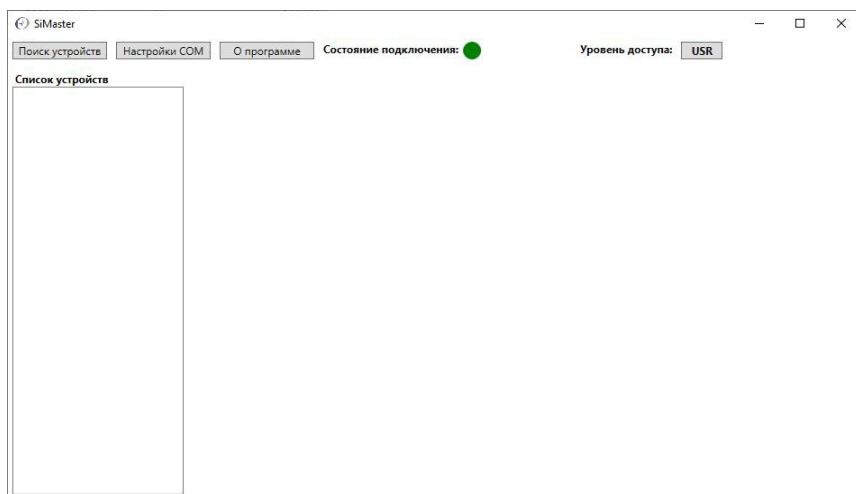 SiMaster
Поиск устройств Настройки COM О программе Состояние подключения: Уровень доступа: USR
Список устройств